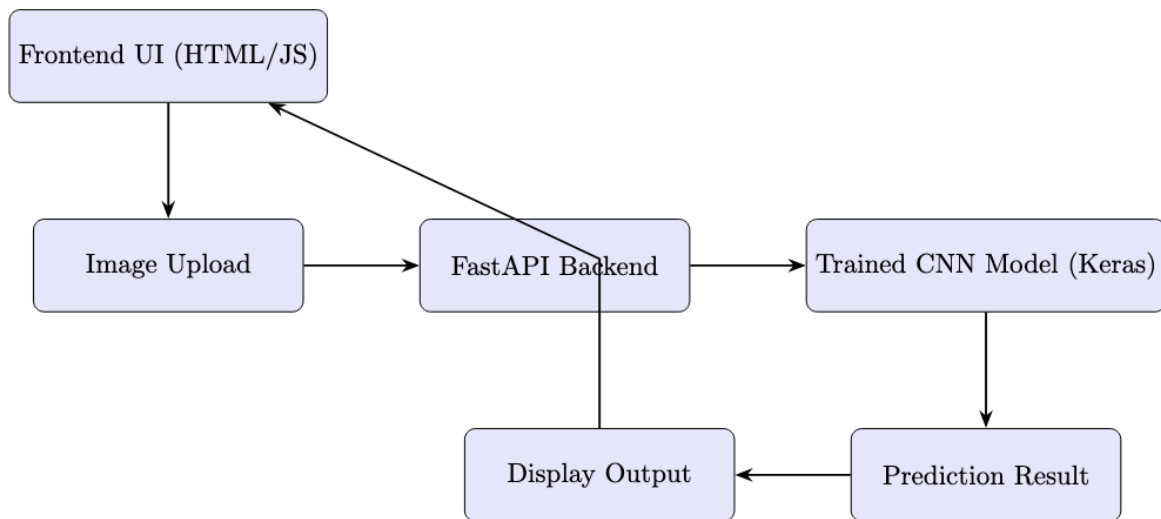 Frontend UI (HTML/JS)
Image Upload
FastAPI Backend
Trained CNN Model (Keras)
Display Output
Prediction Result